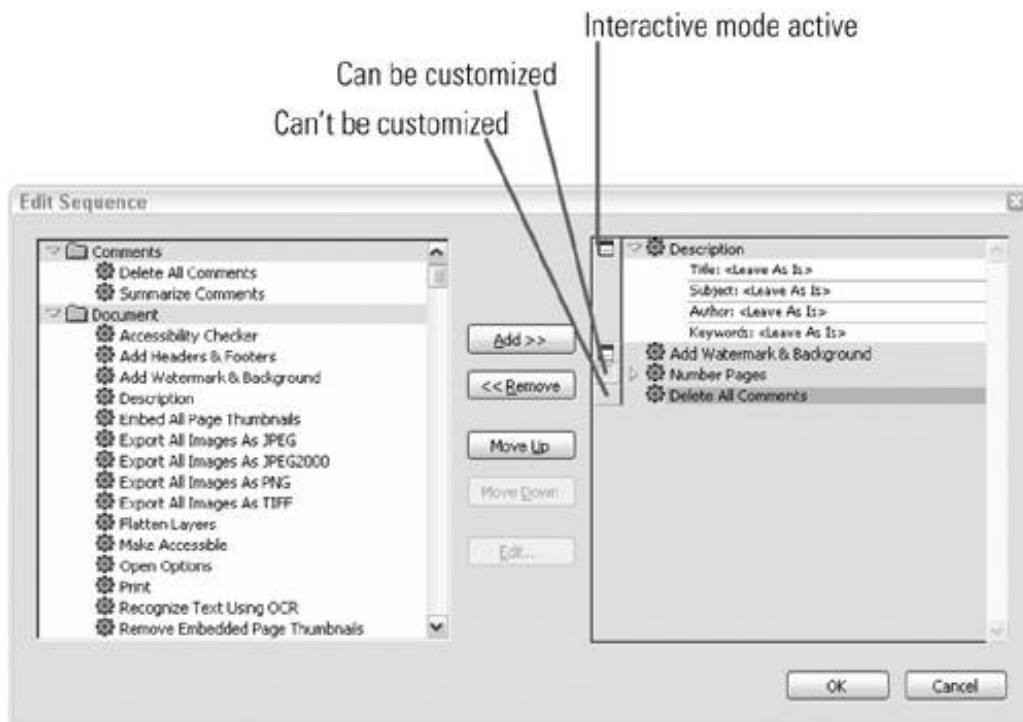 Interactive mode active
Can be customized
Can't be customized
Edit Sequence
Comments
Delete All Comments
Summarize Comments
Document
Accessibility Checker
Add Headers & Footers
Add Watermark & Background
Description
Embed All Page Thumbnails
Export All Images As JPEG
Export All Images As JPEG2000
Export All Images As PNG
Export All Images As TIFF
Flatten Layers
Make Accessible
Open Options
Print
Recognize Text Using OCR
Remove Embedded Page Thumbnails
Add >>
<< Remove
Move Up
Move Down
Edit...
Description
Title: <Leave As Is>
Subject: <Leave As Is>
Author: <Leave As Is>
Keywords: <Leave As Is>
Add Watermark & Background
Number Pages
Delete All Comments
OK
Cancel